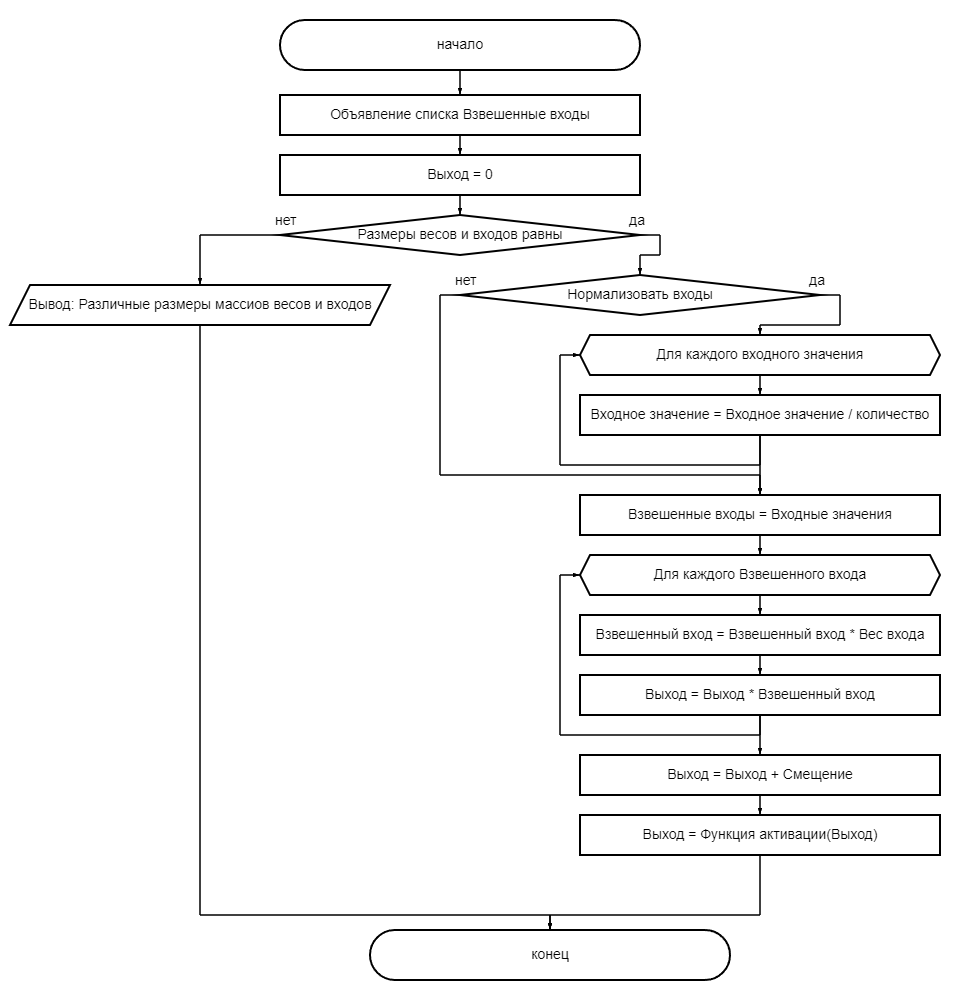 начало
Объявление списка Взвешенные входы
Выход = 0
нет
да
Размеры весов и входов равны
нет
да
Нормализовать входы
Вывод: Различные размеры массиов весов и входов
Для каждого входного значения
Входное значение = Входное значение / количество
Взвешенные входы = Входные значения
Для каждого Взвешенного входа
Взвешенный вход = Взвешенный вход * Вес входа
Выход = Выход * Взвешенный вход
Выход = Выход + Смещение
Выход = Функция активации(Выход)
конец